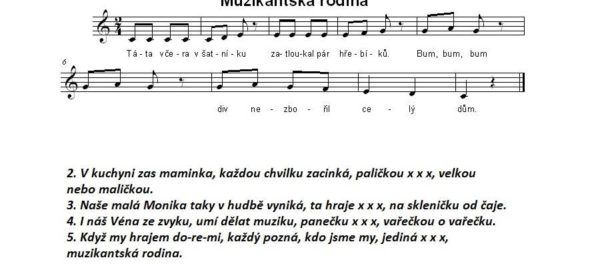 Muzikantská rodina
2
4
Tá - ta vče - ra v šat - ní - ku za - tlou - kal pár hře - bí - ků. Bum, bum, bum
6
div ne - zbo - řil ce - lý dům.
2. V kuchyni zas maminka, každou chvilku zacinká, paličkou x x x, velkou
nebo maličkou.
3. Naše malá Monika taky v hudbě vyniká, ta hraje x x x, na skleničku od čaje.
4. I náš Véna ze zvyku, umí dělat muziku, panečku x x x, vařečkou o vařečku.
5. Když my hrajem do-re-mi, každý pozná, kdo jsme my, jediná x x x,
muzikantská rodina.